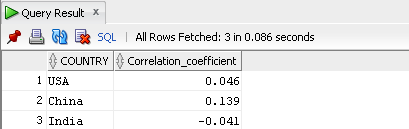 Query Result ×
SQL | All Rows Fetched: 3 in 0.086 seconds
COUNTRY Correlation_coefficient
1 USA 0.046
2 China 0.139
3 India -0.041